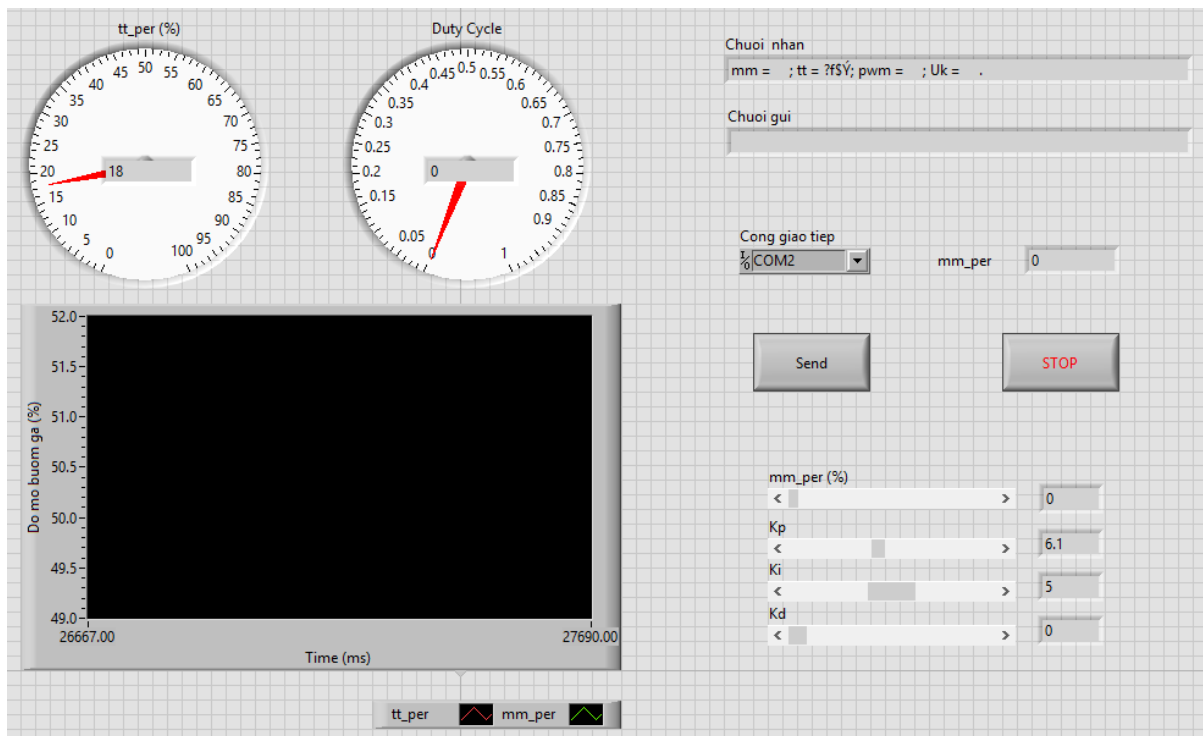 tt_per (%)
0 5 10 15 20 25 30 35 40 45 50 55 60 65 70 75 80 85 90 95 100
18
Duty Cycle
0 0.05 0.15 0.2 0.25 0.3 0.35 0.4 0.45 0.5 0.55 0.6 0.65 0.7 0.75 0.8 0.85 0.9 1
0
Chuoi nhan
mm = ; tt = ?f$Ý; pwm = ; Uk = .
Chuoi gui
Cong giao tiep
I/O COM2
mm_per 0
Send
STOP
52.0
51.5
51.0
50.5
50.0
49.5
49.0
Do mo buom ga (%)
26667.00 27690.00
Time (ms)
tt_per mm_per
mm_per (%)
0
Kp
6.1
Ki
5
Kd
0